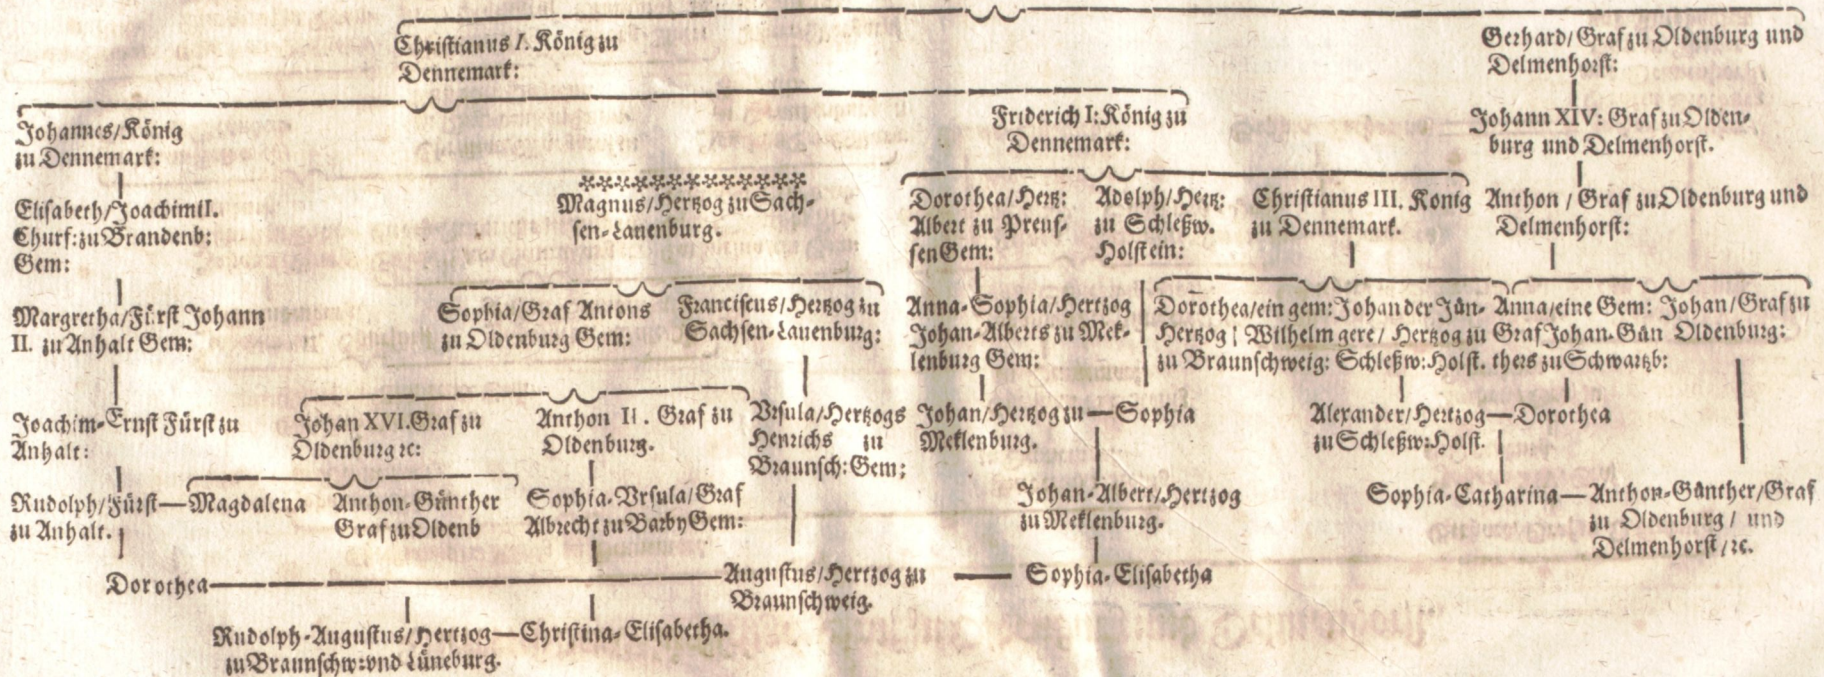 Christianus I. König zu
Dennemark:
Gerhard/Graf zu Oldenburg und
Delmenhorst:
Johannes/König
zu Dennemark:
Friderich I: König zu
Dennemark:
Johann XIV: Graf zu Olden-
burg und Delmenhorst.
Elisabeth/Joachimi I.
Churf: zu Brandenb:
Gem:
Magnus/Hertzog zu Sach-
sen-Lauenburg.
Dorothea/Hertz:
Albert zu Preus-
sen Gem:
Adolph/Hertz:
zu Schleßw.
Holstein:
Christianus III. König
zu Dennemark.
Anthon / Graf zu Oldenburg und
Delmenhorst:
Margretha/Fürst Johann
II. zu Anhalt Gem:
Sophia/Graf Antons
zu Oldenburg Gem:
Franciscus/Hertzog zu
Sachsen-Lauenburg:
Anna-Sophia/Hertzog
Johan-Alberts zu Mek-
lenburg Gem:
Dorothea/ein gem:
Hertzog Wilhelm
zu Braunschweig:
Johan der Jün-
gere/ Hertzog zu
Schleßw: Holst.
Anna/eine Gem:
Graf Johan-Gün
thers zu Schwartzb:
Johan/Graf zu
Oldenburg:
Joachim-Ernst Fürst zu
Anhalt:
Johan XVI. Graf zu
Oldenburg ꝛc:
Anthon II. Graf zu
Oldenburg.
Vrsula/Hertzogs
Henrichs zu
Braunsch: Gem:
Johan/Hertzog zu
Meklenburg.
Sophia
Alexander/Hertzog
zu Schleßw: Holst.
Dorothea
Rudolph/Fürst
zu Anhalt.
Magdalena
Anthon-Günther
Graf zu Oldenb
Sophia-Vrsula/Graf
Albrecht zu Barby Gem:
Johan-Albert/Hertzog
zu Meklenburg.
Sophia-Catharina
Anthon-Günther/Graf
zu Oldenburg / und
Delmenhorst/ꝛc.
Dorothea
Augustus/Hertzog zu
Braunschweig.
Sophia-Elisabetha
Rudolph-Augustus/Hertzog
zu Braunschw: vnd Lüneburg.
Christina-Elisabetha.